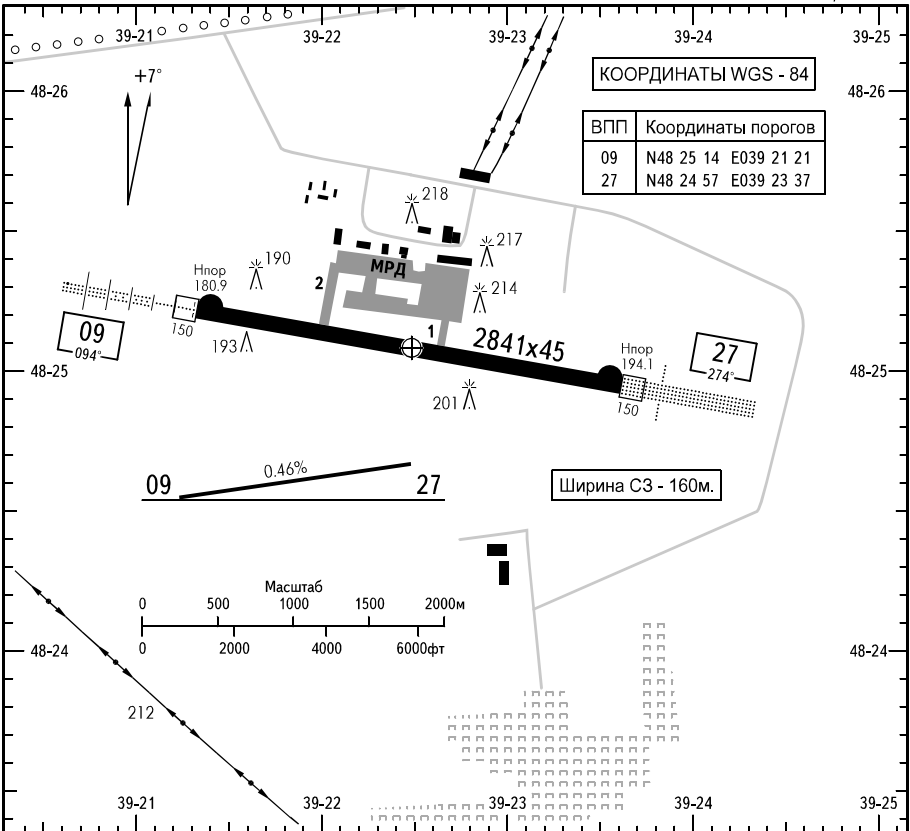 39-21 39-22 39-23 39-24 39-25
+7°
КООРДИНАТЫ WGS - 84
48-26 48-26
ВПП Координаты порогов
09 N48 25 14 E039 21 21
27 N48 24 57 E039 23 37
218
217
190
Нпор
180.9
МРД
2
214
150
09
094°
193
1
2841x45
Нпор
194.1
27
274°
48-25 48-25
201
150
0.46%
09 27
Ширина СЗ - 160м.
Масштаб
0 500 1000 1500 2000м
0 2000 4000 6000фт
48-24 48-24
212
39-21 39-22 39-23 39-24 39-25